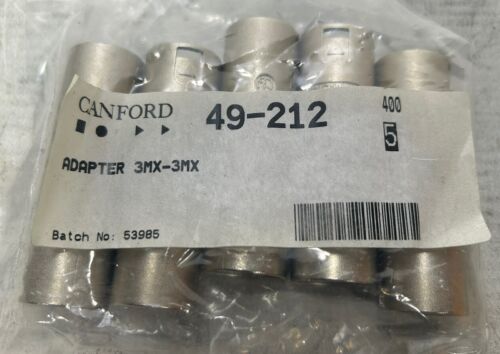 CANFORD
49-212
400
5
ADAPTER 3MX-3MX
Batch No: 53985